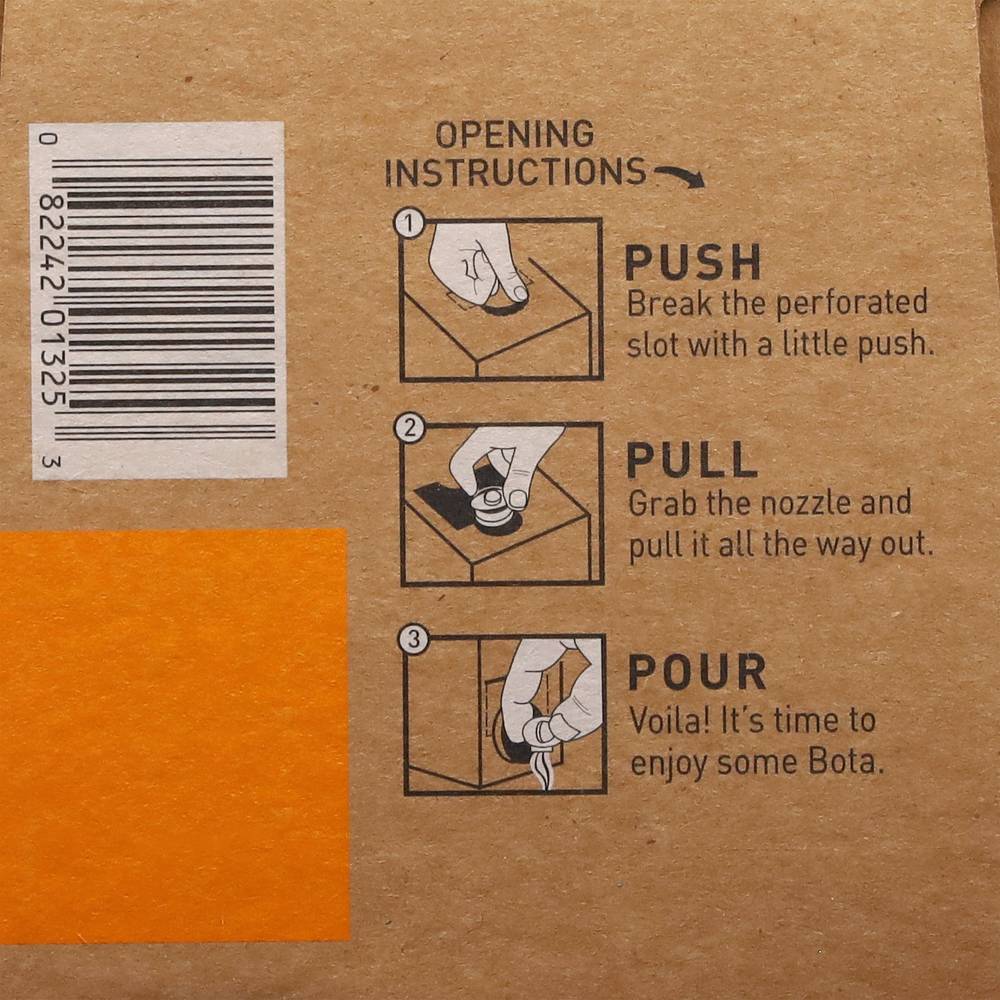 0 82242 01325 3
OPENING
INSTRUCTIONS
1
PUSH
Break the perforated
slot with a little push.
2
PULL
Grab the nozzle and
pull it all the way out.
3
POUR
Voila! It's time to
enjoy some Bota.